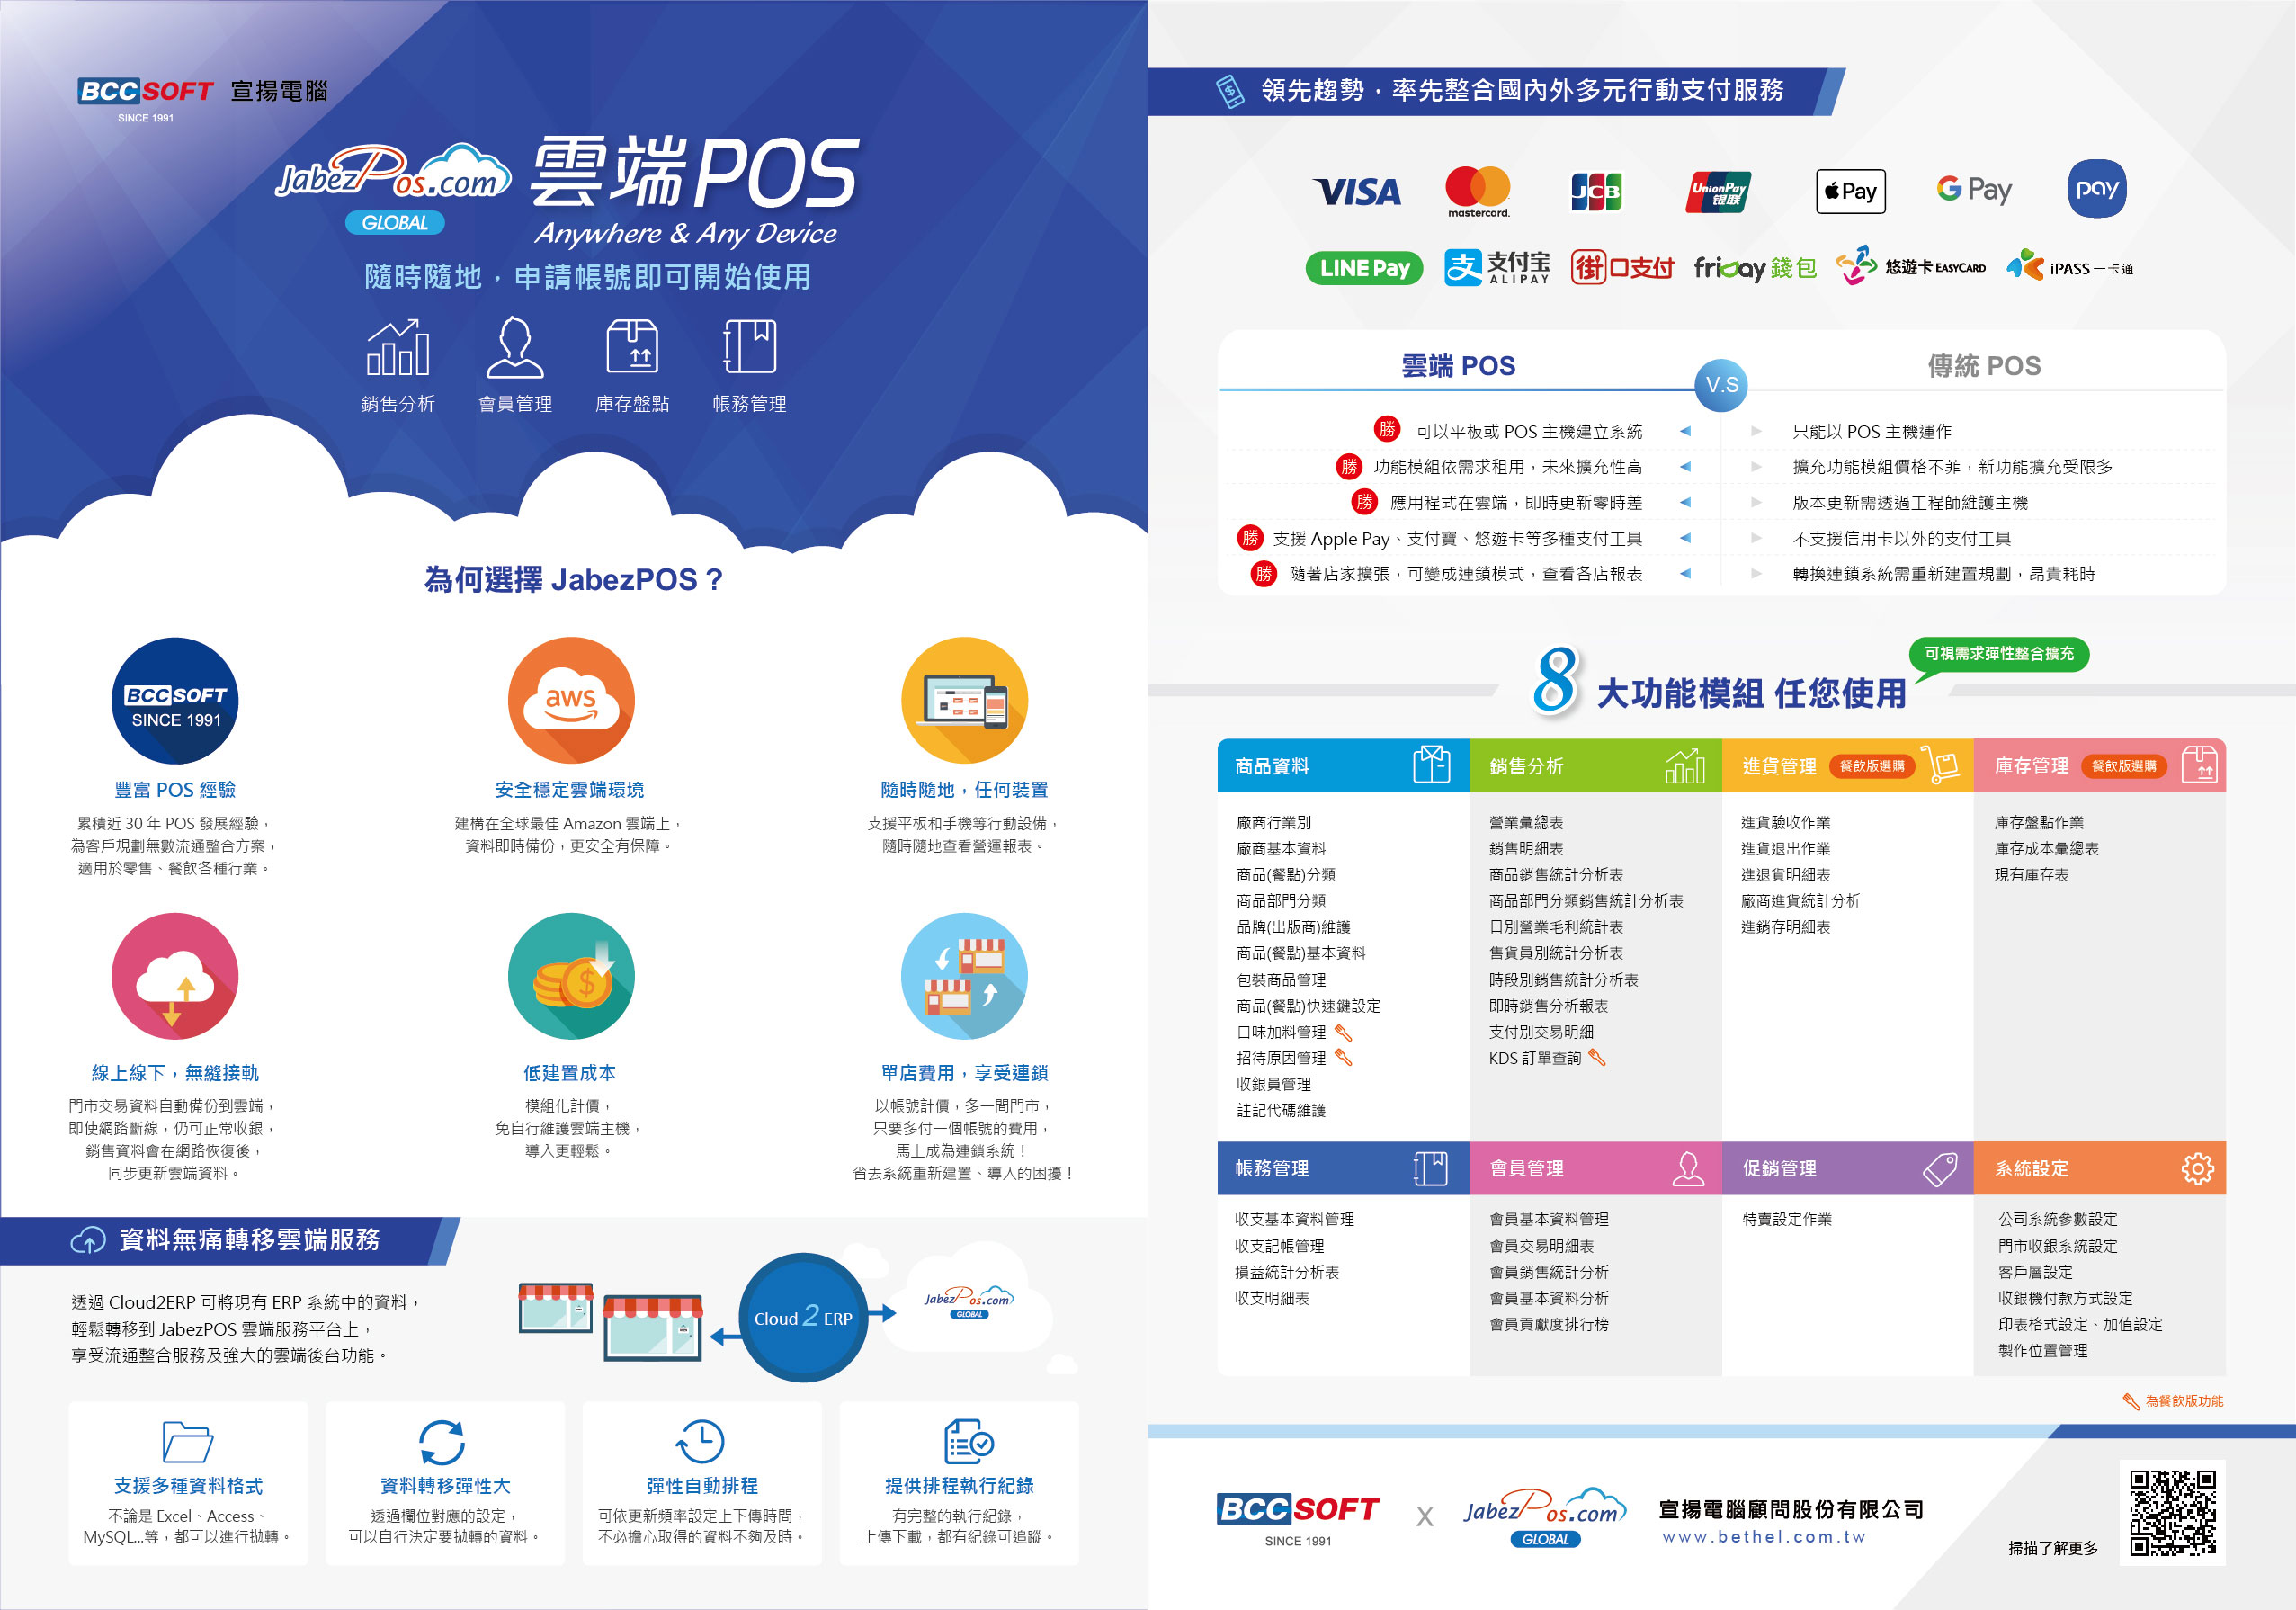 BCC SOFT 宣揚電腦
SINCE 1991
JabezPos.com 雲端POS
GLOBAL
Anywhere & Any Device
隨時隨地，申請帳號即可開始使用
銷售分析 會員管理 庫存盤點 帳務管理
為何選擇 JabezPOS？
BCC SOFT
SINCE 1991
aws
豐富 POS 經驗
累積近 30 年 POS 發展經驗，
為客戶規劃無數流通整合方案，
適用於零售、餐飲各種行業。
安全穩定雲端環境
建構在全球最佳 Amazon 雲端上，
資料即時備份，更安全有保障。
隨時隨地，任何裝置
支援平板和手機等行動設備，
隨時隨地查看營運報表。
$
線上線下，無縫接軌
門市交易資料自動備份到雲端，
即使網路斷線，仍可正常收銀，
銷售資料會在網路恢復後，
同步更新雲端資料。
低建置成本
模組化計價，
免自行維護雲端主機，
導入更輕鬆。
單店費用，享受連鎖
以帳號計價，多一間門市，
只要多付一個帳號的費用，
馬上成為連鎖系統！
省去系統重新建置、導入的困擾！
資料無痛轉移雲端服務
透過 Cloud2ERP 可將現有 ERP 系統中的資料，
輕鬆轉移到 JabezPOS 雲端服務平台上，
享受流通整合服務及強大的雲端後台功能。
Cloud 2 ERP
JabezPos.com
GLOBAL
支援多種資料格式
不論是 Excel、Access、
MySQL...等，都可以進行拋轉。
資料轉移彈性大
透過欄位對應的設定，
可以自行決定要拋轉的資料。
彈性自動排程
可依更新頻率設定上下傳時間，
不必擔心取得的資料不夠及時。
提供排程執行紀錄
有完整的執行紀錄，
上傳下載，都有紀錄可追蹤。
領先趨勢，率先整合國內外多元行動支付服務
VISA mastercard. JCB UnionPay 银联 Pay G Pay pay
LINE Pay 支 支付宝 ALIPAY 街口支付 friday 錢包 悠遊卡 EASYCARD iPASS 一卡通
雲端 POS V.S 傳統 POS
勝 可以平板或 POS 主機建立系統 只能以 POS 主機運作
勝 功能模組依需求租用，未來擴充性高 擴充功能模組價格不菲，新功能擴充受限多
勝 應用程式在雲端，即時更新零時差 版本更新需透過工程師維護主機
勝 支援 Apple Pay、支付寶、悠遊卡等多種支付工具 不支援信用卡以外的支付工具
勝 隨著店家擴張，可變成連鎖模式，查看各店報表 轉換連鎖系統需重新建置規劃，昂貴耗時
8 大功能模組 任您使用
可視需求彈性整合擴充
商品資料
廠商行業別
廠商基本資料
商品(餐點)分類
商品部門分類
品牌(出版商)維護
商品(餐點)基本資料
包裝商品管理
商品(餐點)快速鍵設定
口味加料管理
招待原因管理
收銀員管理
註記代碼維護
銷售分析
營業彙總表
銷售明細表
商品銷售統計分析表
商品部門分類銷售統計分析表
日別營業毛利統計表
售貨員別統計分析表
時段別銷售統計分析表
即時銷售分析報表
支付別交易明細
KDS 訂單查詢
進貨管理 餐飲版選購
進貨驗收作業
進貨退出作業
進退貨明細表
廠商進貨統計分析
進銷存明細表
庫存管理 餐飲版選購
庫存盤點作業
庫存成本彙總表
現有庫存表
帳務管理
收支基本資料管理
收支記帳管理
損益統計分析表
收支明細表
會員管理
會員基本資料管理
會員交易明細表
會員銷售統計分析
會員基本資料分析
會員貢獻度排行榜
促銷管理
特賣設定作業
系統設定
公司系統參數設定
門市收銀系統設定
客戶層設定
收銀機付款方式設定
印表格式設定、加值設定
製作位置管理
為餐飲版功能
BCC SOFT
SINCE 1991
X
JabezPos.com
GLOBAL
宣揚電腦顧問股份有限公司
www.bethel.com.tw
掃描了解更多